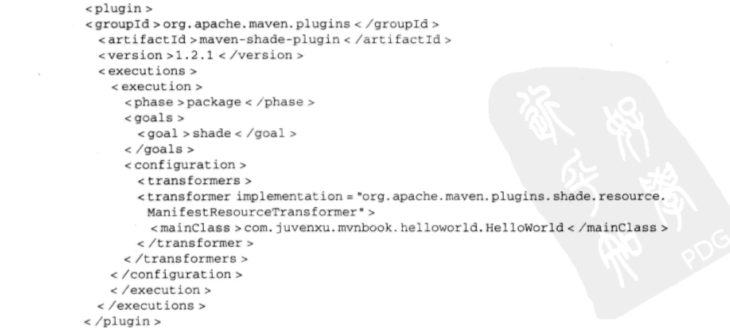 <plugin>
<groupId>org.apache.maven.plugins</groupId>
<artifactId>maven-shade-plugin</artifactId>
<version>1.2.1</version>
<executions>
<execution>
<phase>package</phase>
<goals>
<goal>shade</goal>
</goals>
<configuration>
<transformers>
<transformer implementation="org.apache.maven.plugins.shade.resource.
ManifestResourceTransformer">
<mainClass>com.juvenxu.mvnbook.helloworld.HelloWorld</mainClass>
</transformer>
</transformers>
</configuration>
</execution>
</executions>
</plugin>
PDG